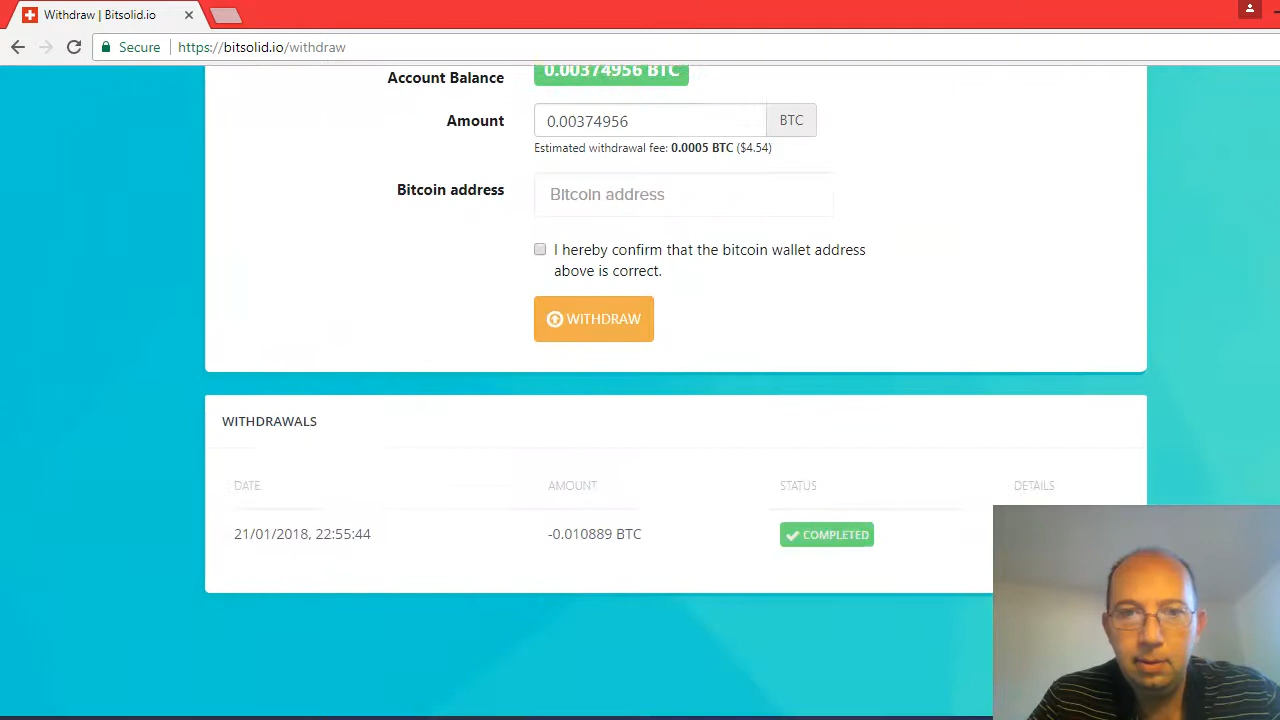 Withdraw | Bitsolid.io
Secure https://bitsolid.io/withdraw
Account Balance 0.00374956 BTC
Amount 0.00374956 BTC
Estimated withdrawal fee: 0.0005 BTC ($4.54)
Bitcoin address Bitcoin address
I hereby confirm that the bitcoin wallet address
above is correct.
WITHDRAW
WITHDRAWALS
DATE AMOUNT STATUS DETAILS
21/01/2018, 22:55:44 -0.010889 BTC COMPLETED